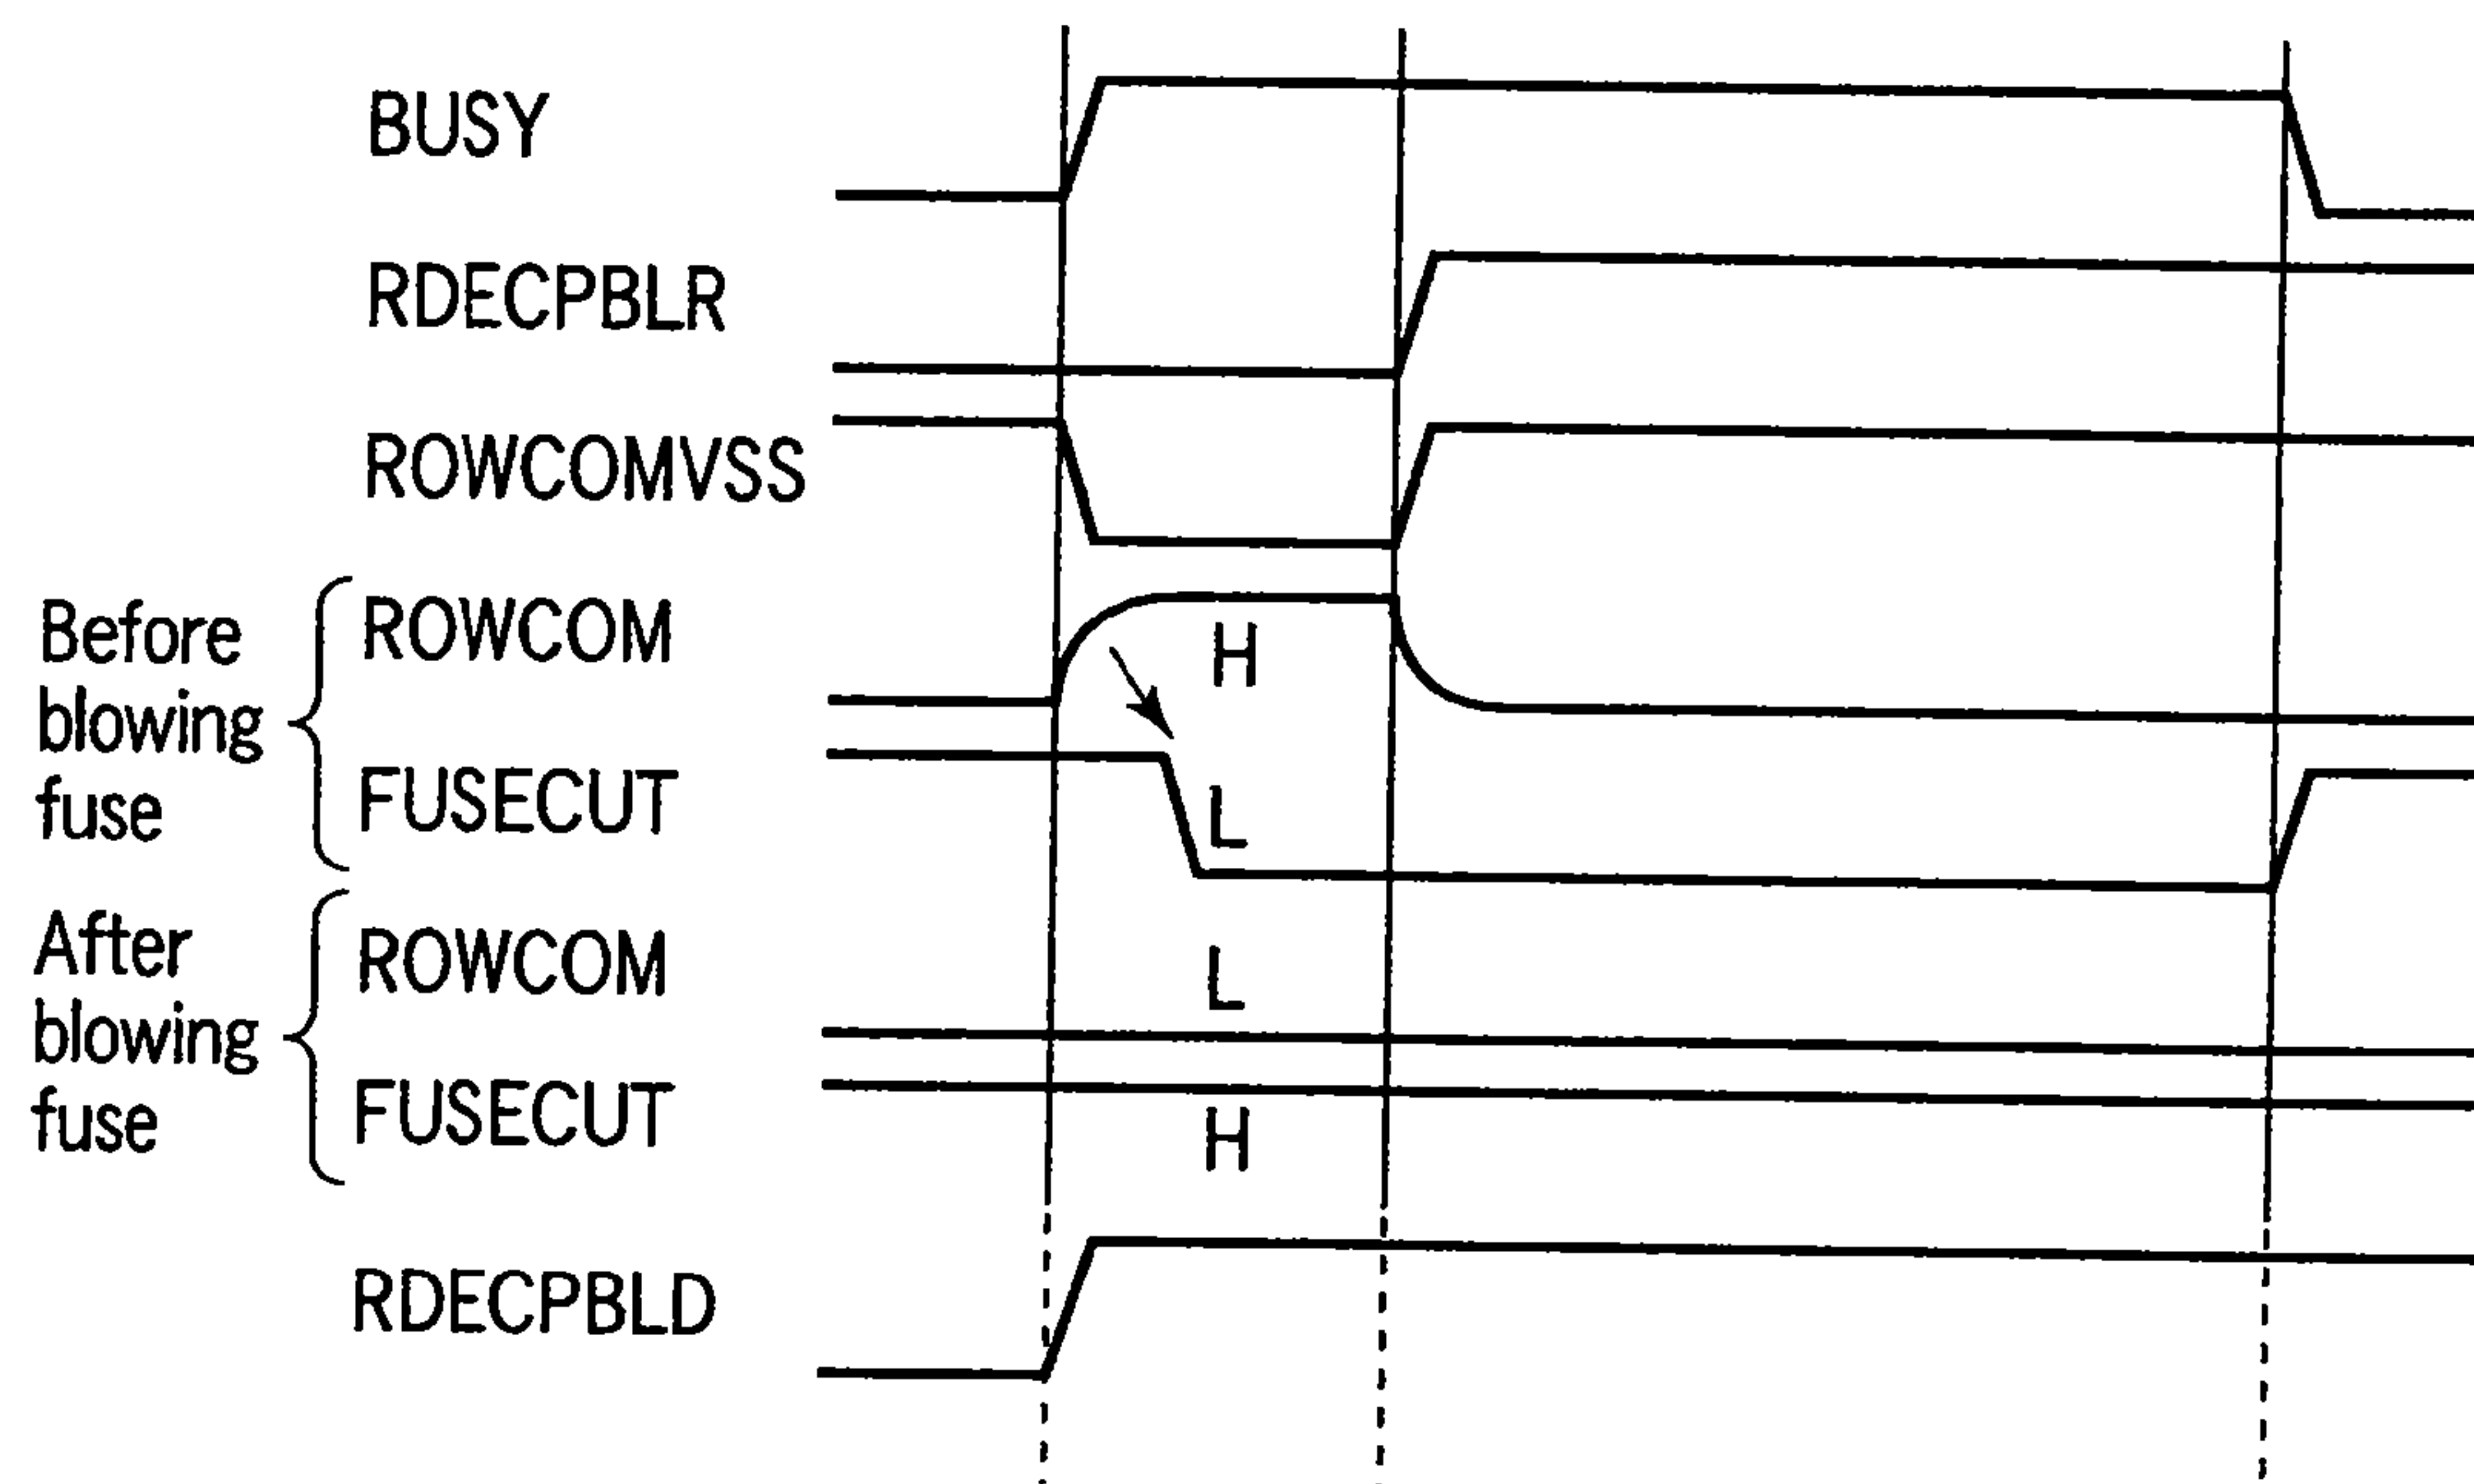 BUSY
RDECPBLR
ROWCOMVSS
Before
blowing
fuse
ROWCOM
H
FUSECUT
L
After
blowing
fuse
ROWCOM
L
FUSECUT
H
RDECPBLD